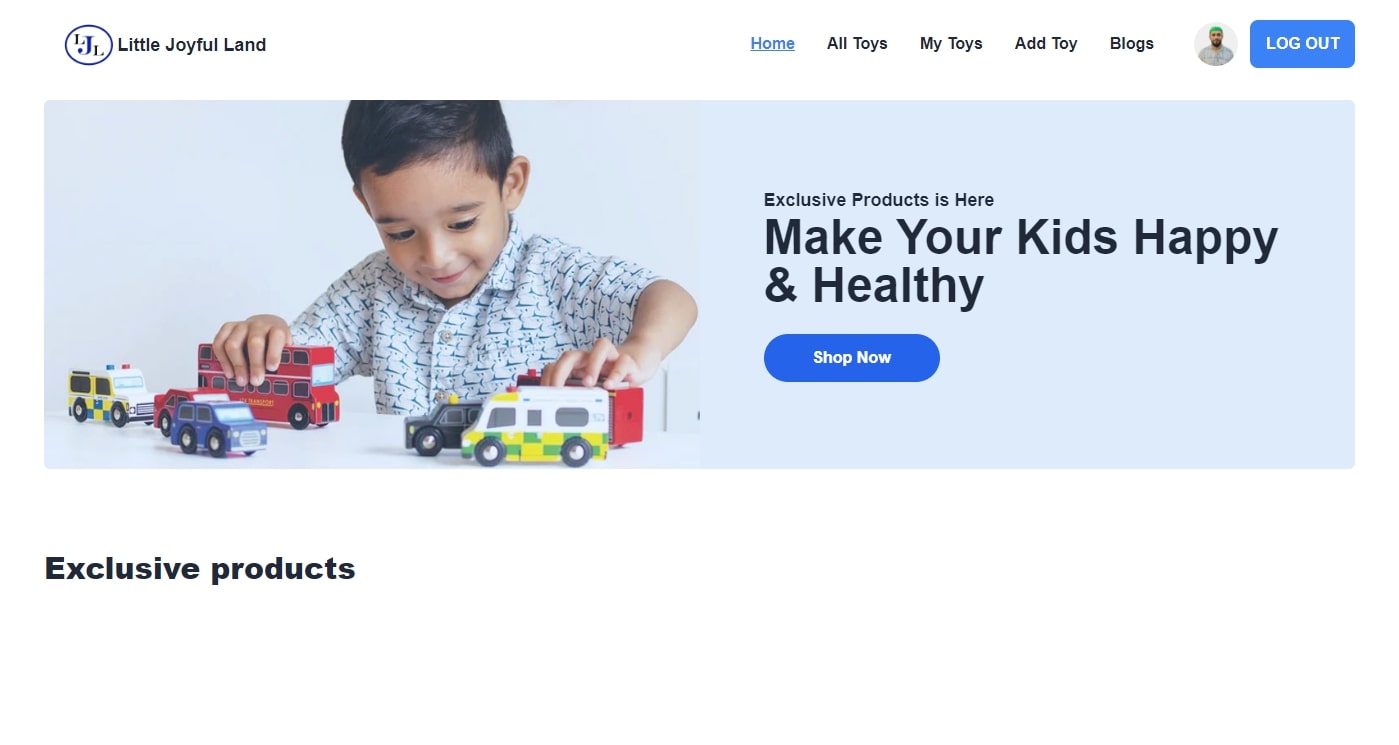 LJL
Little Joyful Land
Home
All Toys
My Toys
Add Toy
Blogs
LOG OUT
Exclusive Products is Here
Make Your Kids Happy
& Healthy
Shop Now
Exclusive products